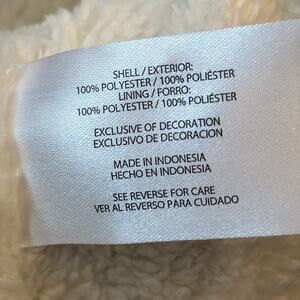 SHELL / EXTERIOR:
100% POLYESTER / 100% POLIÉSTER
LINING / FORRO:
100% POLYESTER / 100% POLIÉSTER
EXCLUSIVE OF DECORATION
EXCLUSIVO DE DECORACION
MADE IN INDONESIA
HECHO EN INDONESIA
SEE REVERSE FOR CARE
VER AL REVERSO PARA CUIDADO